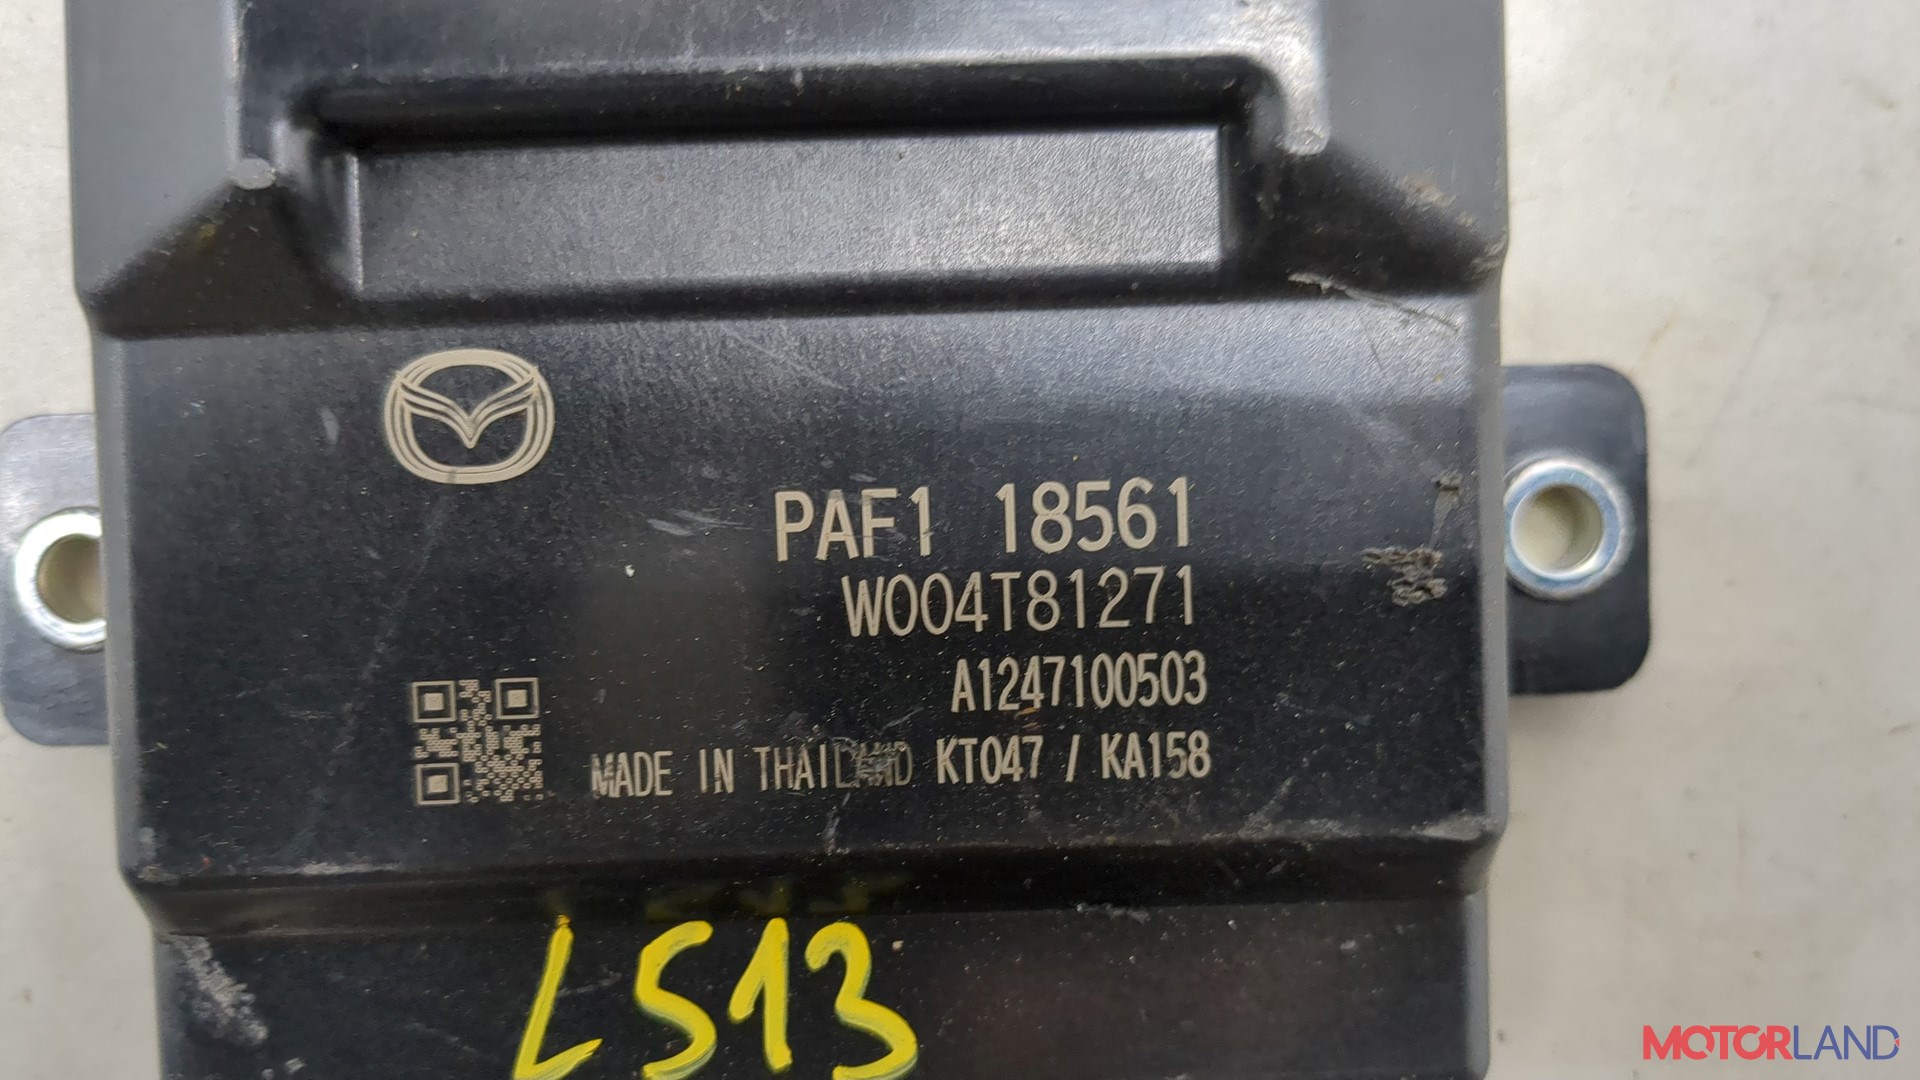 PAF1 18561
W004T81271
A1247100503
MADE IN THAILAND KT047 / KA158
LS13
MOTORLAND